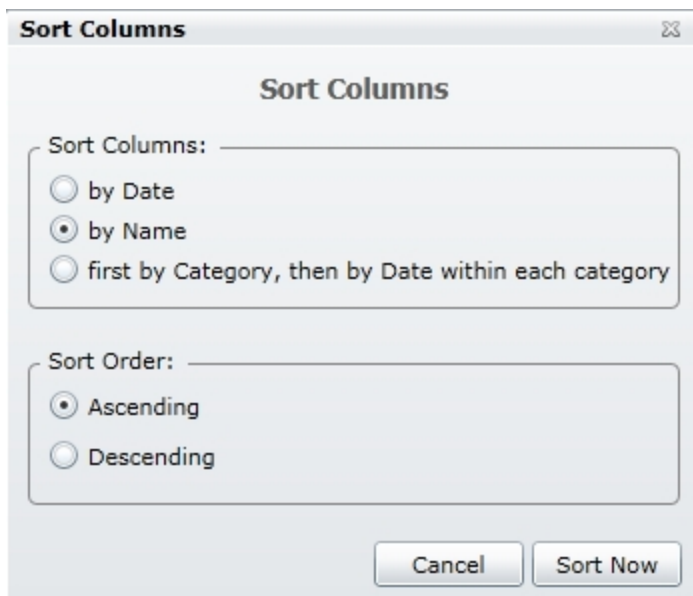 Sort Columns
Sort Columns
Sort Columns:
by Date
by Name
first by Category, then by Date within each category
Sort Order:
Ascending
Descending
Cancel
Sort Now